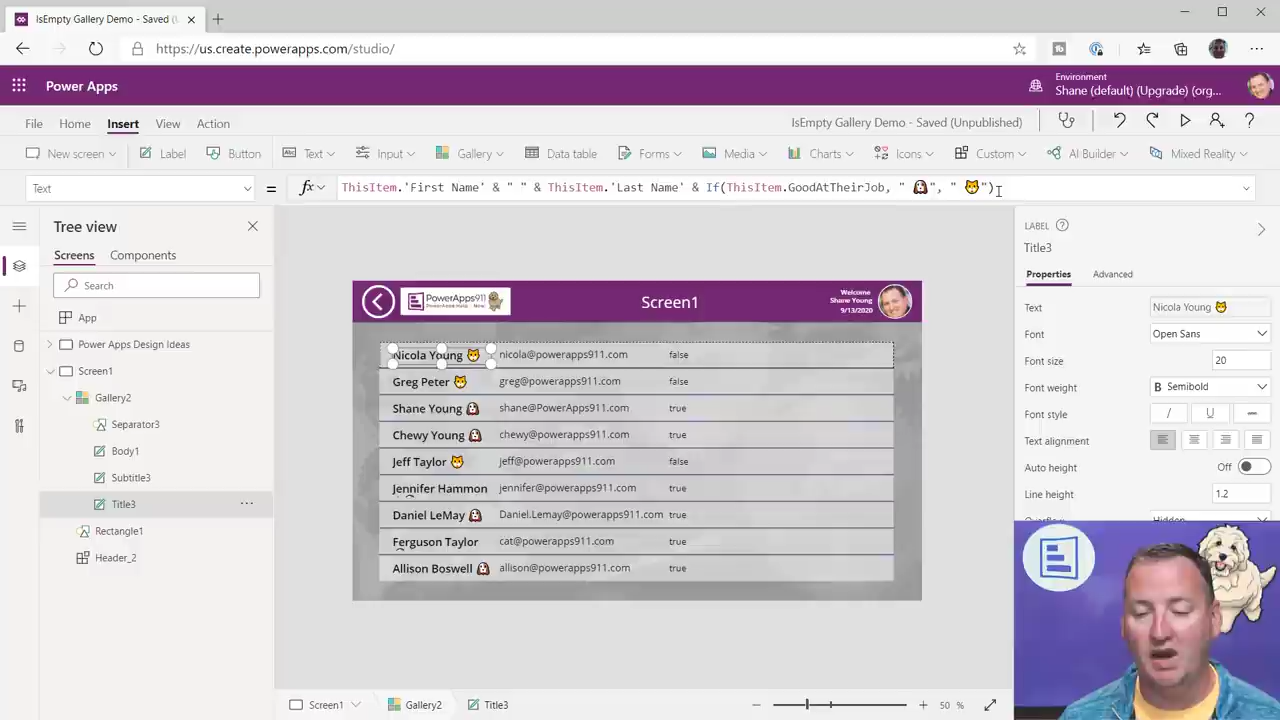 IsEmpty Gallery Demo - Saved (
https://us.create.powerapps.com/studio/
Power Apps
Environment
Shane (default) (Upgrade) (org...
File Home Insert View Action
IsEmpty Gallery Demo - Saved (Unpublished)
New screen Label Button Text Input Gallery Data table Forms Media Charts Icons Custom AI Builder Mixed Reality
Text = fx ThisItem.'First Name' & " " & ThisItem.'Last Name' & If(ThisItem.GoodAtTheirJob, " 🐶", " 🐱")
Tree view
Screens Components
Search
App
Power Apps Design Ideas
Screen1
Gallery2
Separator3
Body1
Subtitle3
Title3
Rectangle1
Header_2
PowerApps911
Screen1
Welcome
Shane Young
9/13/2020
Nicola Young 🐱 nicola@powerapps911.com false
Greg Peter 🐱 greg@powerapps911.com false
Shane Young 🐶 shane@PowerApps911.com true
Chewy Young 🐶 chewy@powerapps911.com true
Jeff Taylor 🐱 jeff@powerapps911.com false
Jennifer Hammon jennifer@powerapps911.com true
Daniel LeMay 🐶 Daniel.Lemay@powerapps911.com true
Ferguson Taylor cat@powerapps911.com true
Allison Boswell 🐶 allison@powerapps911.com true
LABEL
Title3
Properties Advanced
Text Nicola Young 🐱
Font Open Sans
Font size 20
Font weight B Semibold
Font style / U
Text alignment
Auto height Off
Line height 1.2
Screen1 Gallery2 Title3
50 %